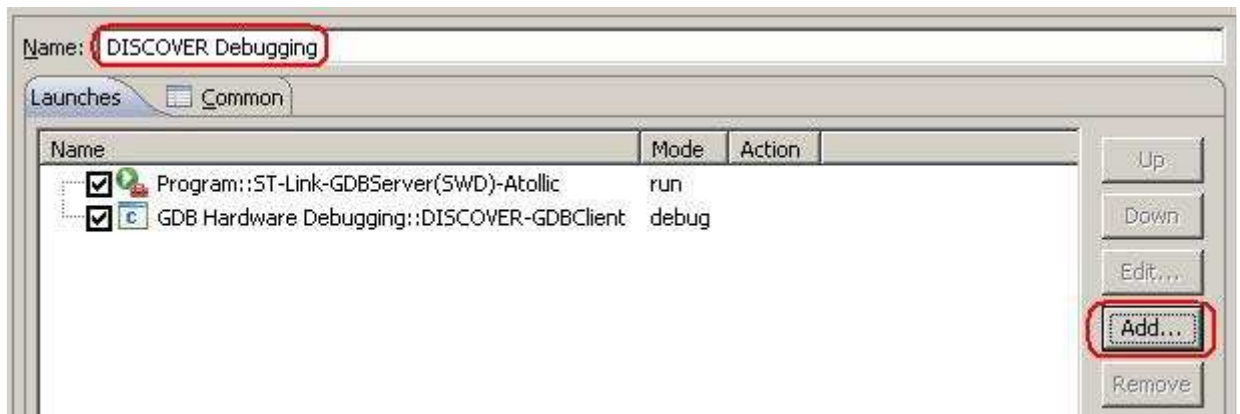 Name: DISCOVER Debugging
Launches Common
Name Mode Action
Program::ST-Link-GDBServer(SWD)-Atollic run
GDB Hardware Debugging::DISCOVER-GDBClient debug
Up
Down
Edit...
Add...
Remove